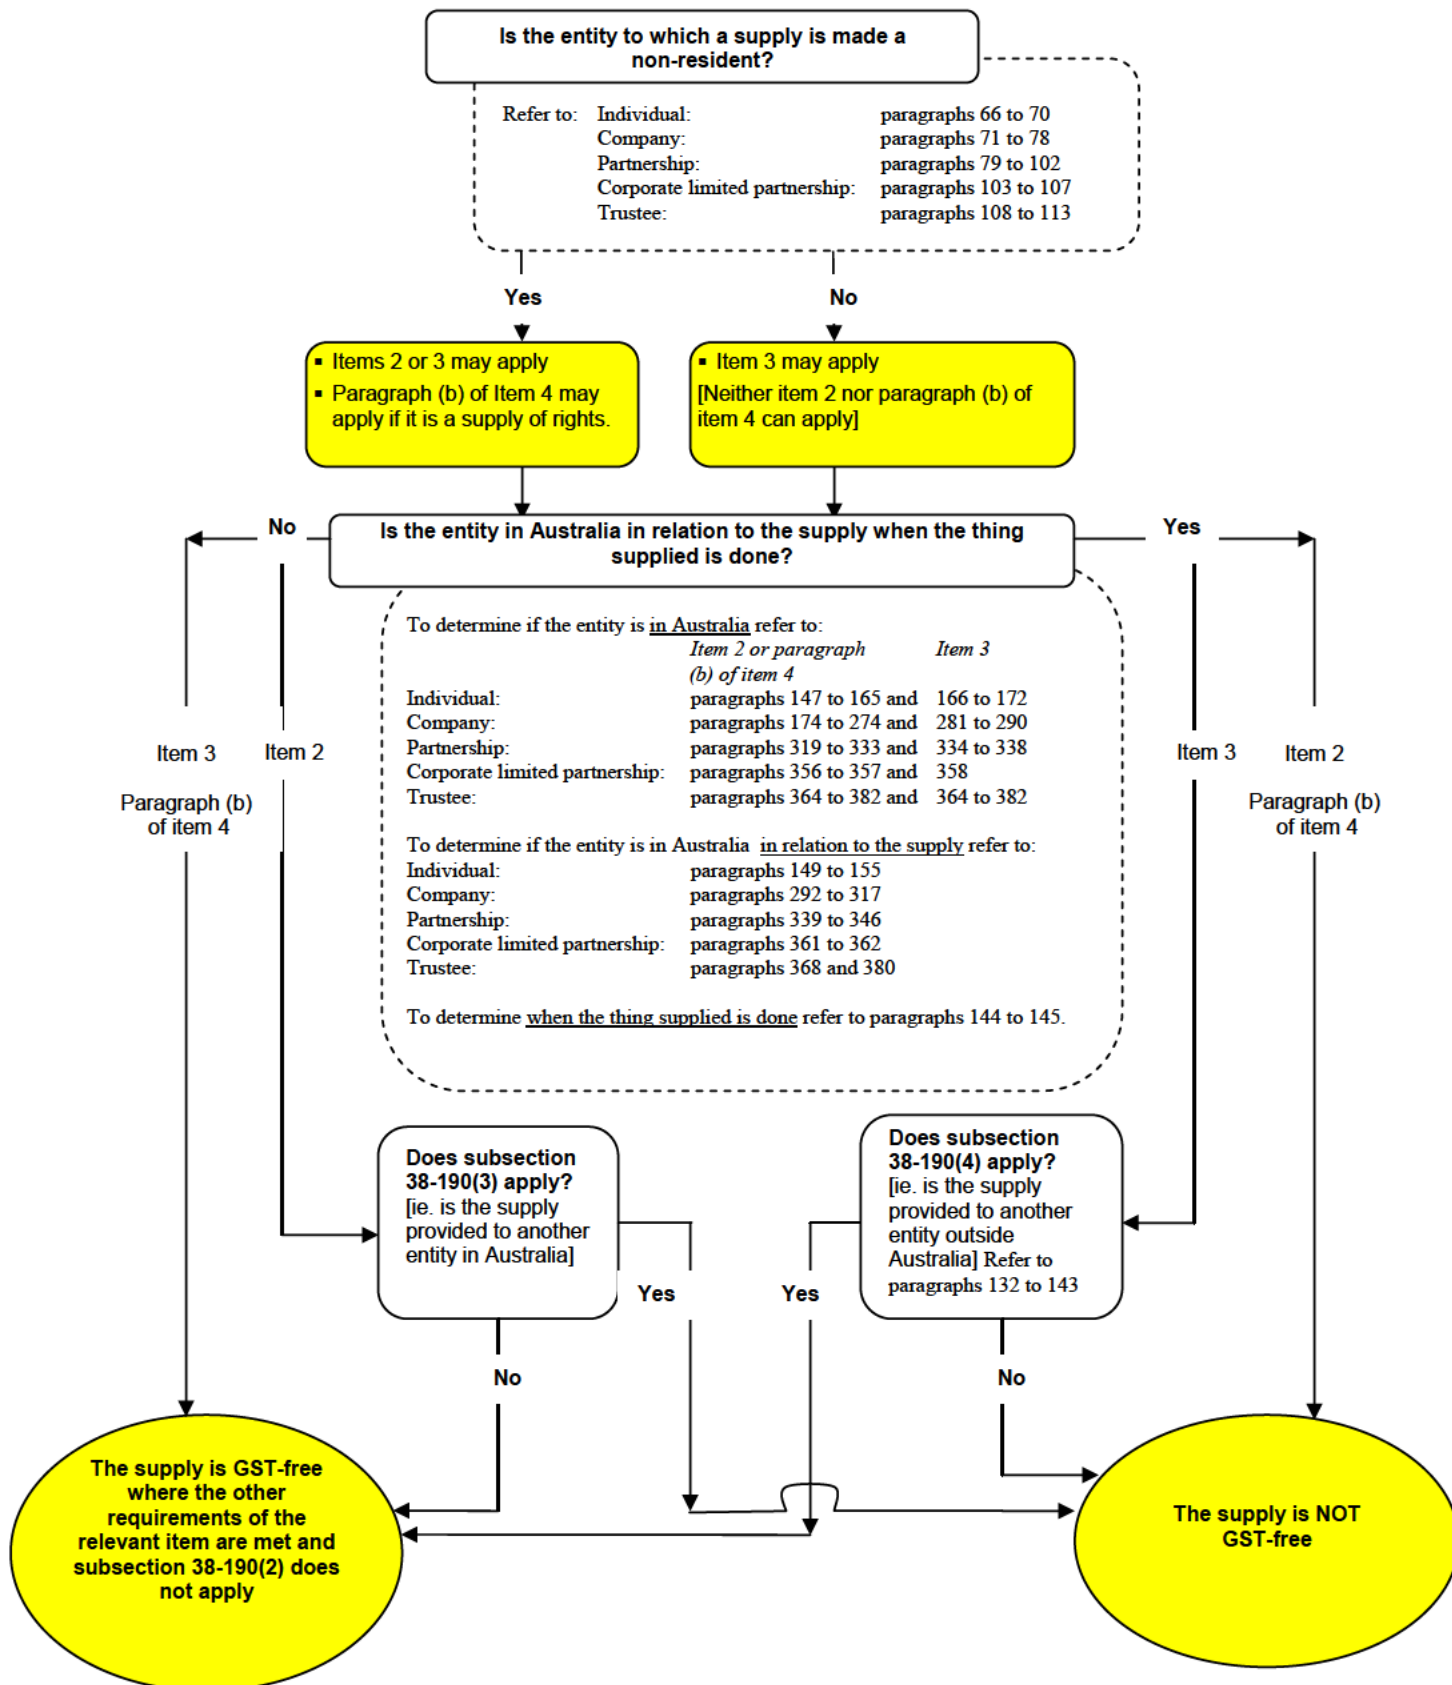 Is the entity to which a supply is made a
non-resident?
Refer to: Individual: paragraphs 66 to 70
Company: paragraphs 71 to 78
Partnership: paragraphs 79 to 102
Corporate limited partnership: paragraphs 103 to 107
Trustee: paragraphs 108 to 113
Yes
No
▪ Items 2 or 3 may apply
▪ Paragraph (b) of Item 4 may
apply if it is a supply of rights.
▪ Item 3 may apply
[Neither item 2 nor paragraph (b) of
item 4 can apply]
No
Is the entity in Australia in relation to the supply when the thing
supplied is done?
Yes
To determine if the entity is in Australia refer to:
Item 2 or paragraph Item 3
(b) of item 4
Individual: paragraphs 147 to 165 and 166 to 172
Company: paragraphs 174 to 274 and 281 to 290
Partnership: paragraphs 319 to 333 and 334 to 338
Corporate limited partnership: paragraphs 356 to 357 and 358
Trustee: paragraphs 364 to 382 and 364 to 382
To determine if the entity is in Australia in relation to the supply refer to:
Individual: paragraphs 149 to 155
Company: paragraphs 292 to 317
Partnership: paragraphs 339 to 346
Corporate limited partnership: paragraphs 361 to 362
Trustee: paragraphs 368 and 380
To determine when the thing supplied is done refer to paragraphs 144 to 145.
Item 3
Paragraph (b)
of item 4
Item 2
Item 3
Item 2
Paragraph (b)
of item 4
Does subsection
38-190(3) apply?
[ie. is the supply
provided to another
entity in Australia]
Does subsection
38-190(4) apply?
[ie. is the supply
provided to another
entity outside
Australia] Refer to
paragraphs 132 to 143
Yes
Yes
No
No
The supply is GST-free
where the other
requirements of the
relevant item are met and
subsection 38-190(2) does
not apply
The supply is NOT
GST-free